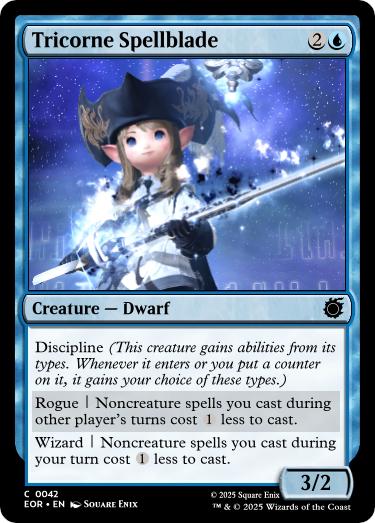 Tricorne Spellblade 2
Creature — Dwarf
Discipline (This creature gains abilities from its
types. Whenever it enters or you put a counter
on it, it gains your choice of these types.)
Rogue | Noncreature spells you cast during
other player's turns cost 1 less to cast.
Wizard | Noncreature spells you cast during
your turn cost 1 less to cast.
3/2
C 0042
EOR • EN Square Enix
© 2025 Square Enix
™ & © 2025 Wizards of the Coast